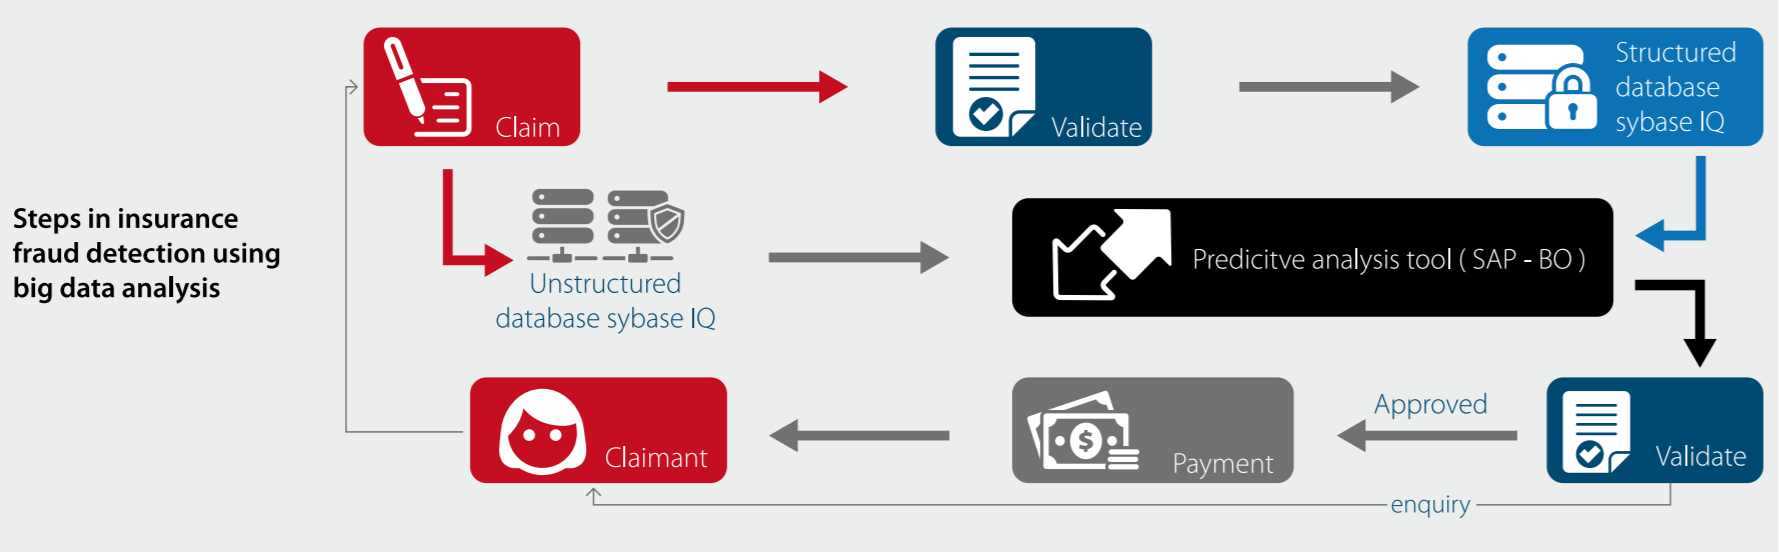 Claim
Validate
Structured
database
sybase IQ
Steps in insurance
fraud detection using
big data analysis
Unstructured
database sybase IQ
Predicitve analysis tool ( SAP - BO )
Claimant
$
Payment
Approved
Validate
enquiry